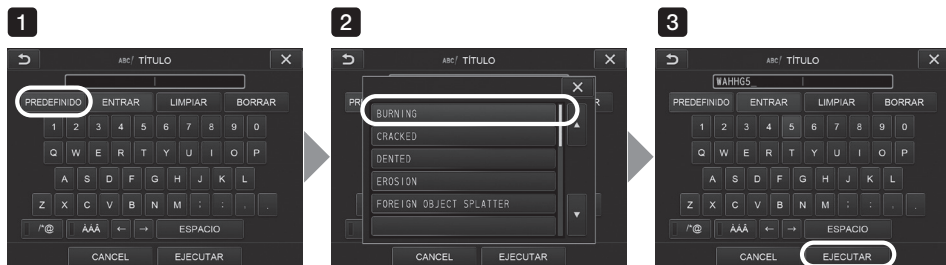 1
ABC/ TÍTULO
PREDEFINIDO ENTRAR LIMPIAR BORRAR
1 2 3 4 5 6 7 8 9 0
Q W E R T Y U I O P
A S D F G H J K L
Z X C V B N M : ; , .
/*@ ÀÁÂ ← → ESPACIO
CANCEL EJECUTAR
2
ABC/ TÍTULO
BURNING
CRACKED
DENTED
EROSION
FOREIGN OBJECT SPLATTER
CANCEL EJECUTAR
3
ABC/ TÍTULO
WAHHG5_
PREDEFINIDO ENTRAR LIMPIAR BORRAR
1 2 3 4 5 6 7 8 9 0
Q W E R T Y U I O P
A S D F G H J K L
Z X C V B N M : ; , .
/*@ ÀÁÂ ← → ESPACIO
CANCEL EJECUTAR